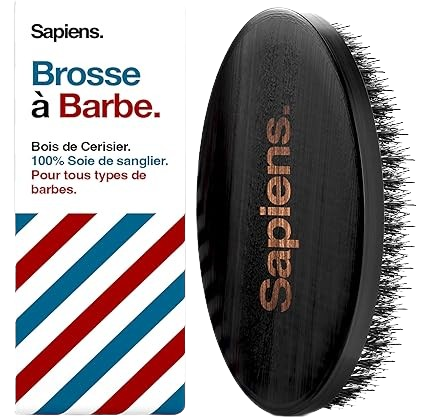 Sapiens.
Brosse
à Barbe.
Bois de Cerisier.
100% Soie de sanglier.
Pour tous types de
barbes.
Sapiens.